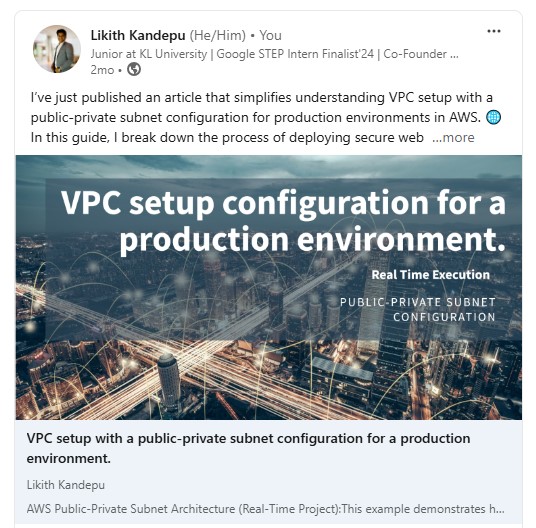 Likith Kandepu (He/Him) • You
Junior at KL University | Google STEP Intern Finalist'24 | Co-Founder ...
2mo •
I've just published an article that simplifies understanding VPC setup with a
public-private subnet configuration for production environments in AWS. 🌐
In this guide, I break down the process of deploying secure web ...more
VPC setup configuration for a
production environment.
Real Time Execution
PUBLIC-PRIVATE SUBNET
CONFIGURATION
VPC setup with a public-private subnet configuration for a production
environment.
Likith Kandepu
AWS Public-Private Subnet Architecture (Real-Time Project):This example demonstrates h...